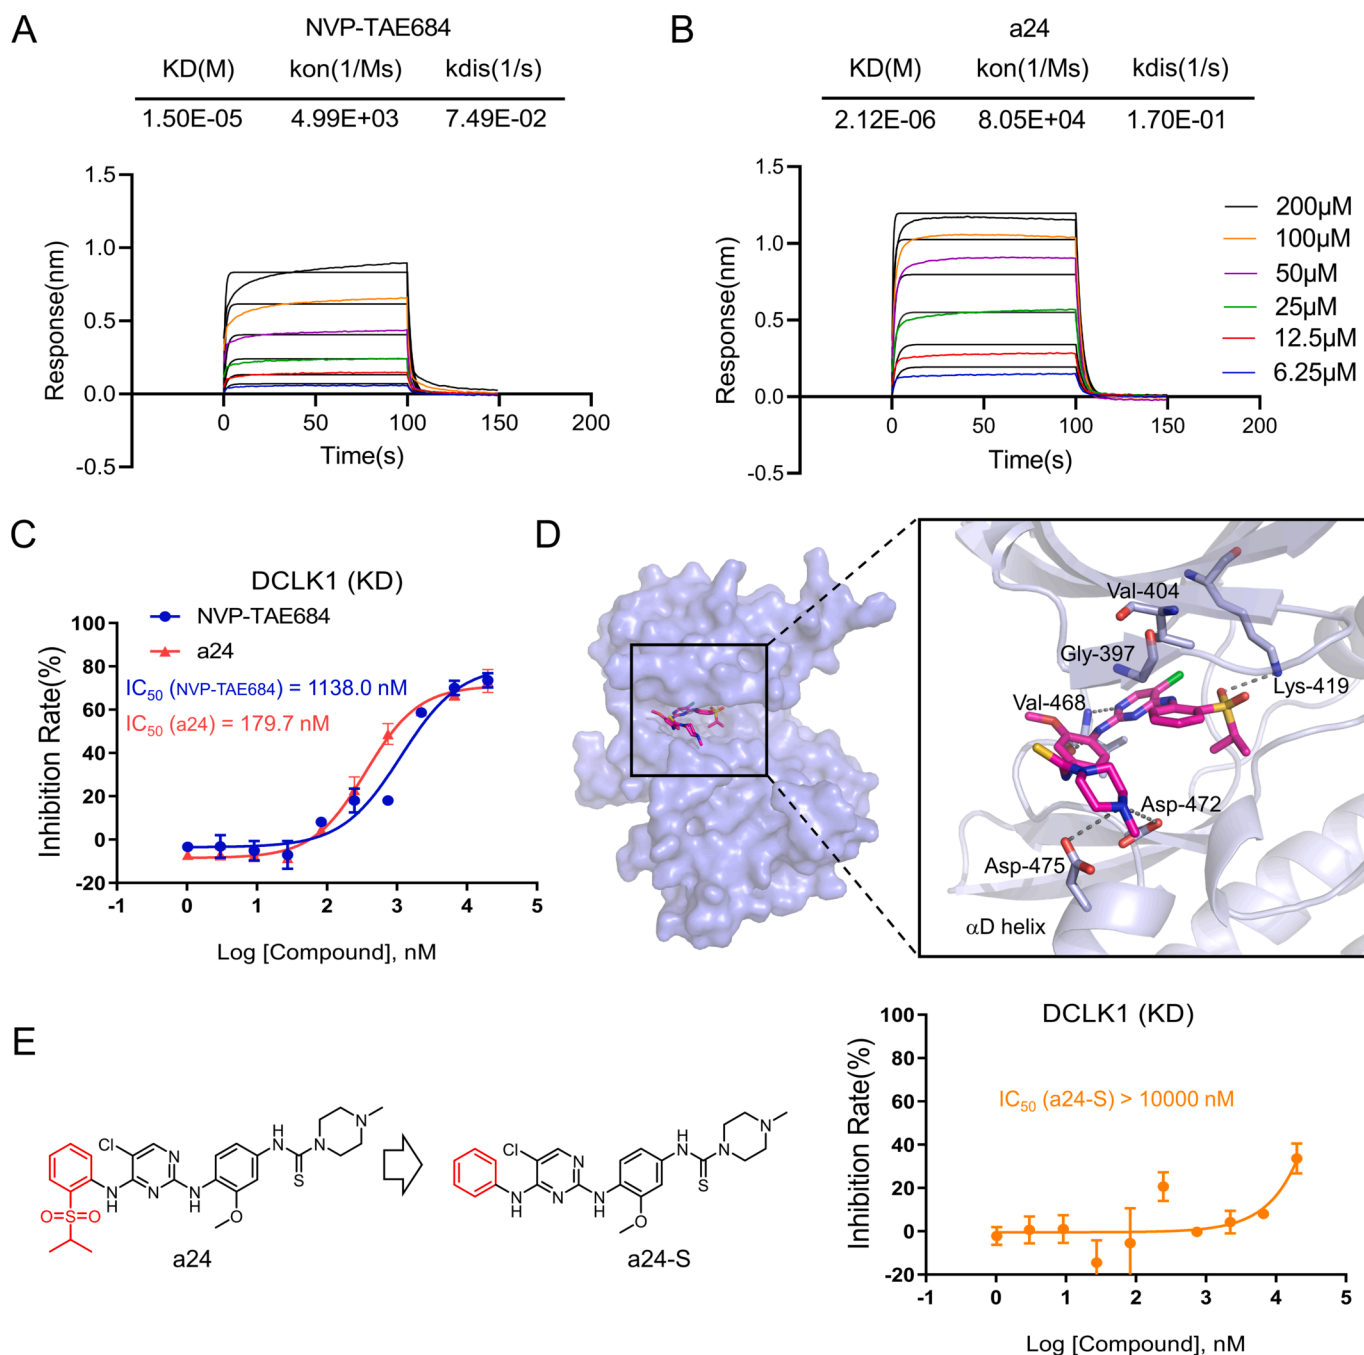 A
NVP-TAE684
KD(M) kon(1/Ms) kdis(1/s)
1.50E-05 4.99E+03 7.49E-02
1.5
1.0
0.5
0.0
-0.5
Response(nm)
0 50 100 150 200
Time(s)
B
a24
KD(M) kon(1/Ms) kdis(1/s)
2.12E-06 8.05E+04 1.70E-01
1.5
1.0
0.5
0.0
-0.5
Response(nm)
0 50 100 150 200
Time(s)
200µM
100µM
50µM
25µM
12.5µM
6.25µM
C
DCLK1 (KD)
NVP-TAE684
a24
IC50 (NVP-TAE684) = 1138.0 nM
IC50 (a24) = 179.7 nM
100
80
60
40
20
0
-20
Inhibition Rate(%)
-1 0 1 2 3 4 5
Log [Compound], nM
D
Val-404
Gly-397
Lys-419
Val-468
Asp-472
Asp-475
αD helix
E
Cl
N
N
N
H
N
H
O
S
O
O
H
N
S
N
N
a24
Cl
N
N
N
H
N
H
O
H
N
S
N
N
a24-S
DCLK1 (KD)
IC50 (a24-S) > 10000 nM
100
80
60
40
20
0
-20
Inhibition Rate(%)
-1 0 1 2 3 4 5
Log [Compound], nM